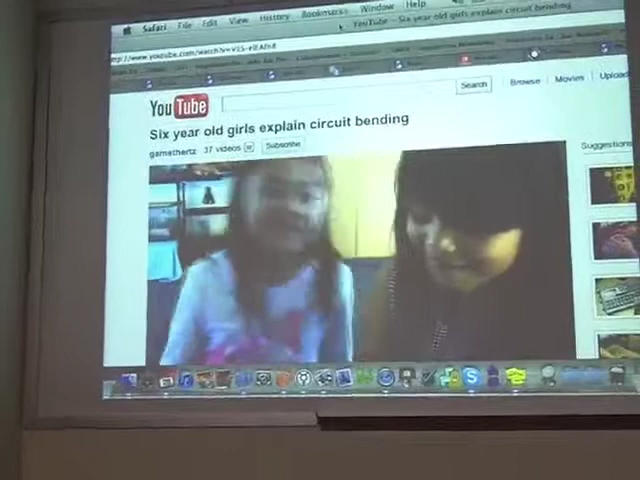 Safari File Edit View History Bookmarks Window Help
YouTube - Six year old girls explain circuit bending
YouTube
Search Browse Movies Upload
Six year old girls explain circuit bending
gamethertz 37 videos Subscribe
Suggestions